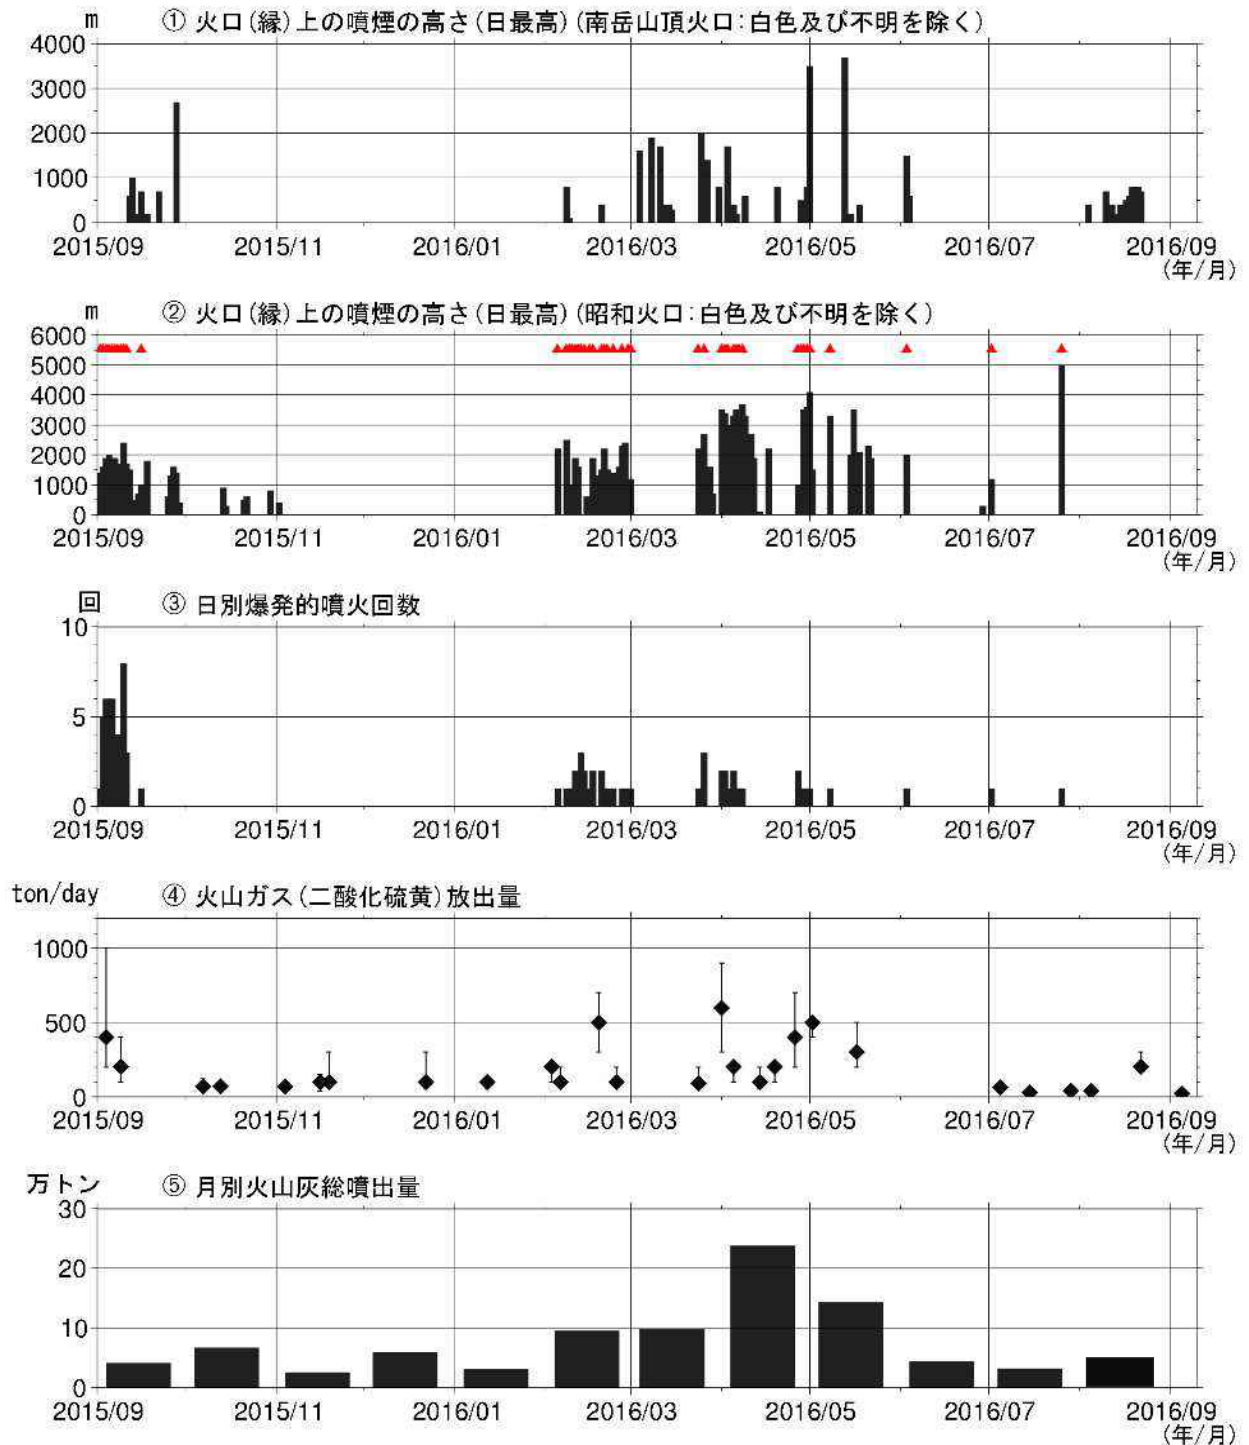 m ① 火口(縁)上の噴煙の高さ(日最高)(南岳山頂火口:白色及び不明を除く)
4000
3000
2000
1000
0
2015/09 2015/11 2016/01 2016/03 2016/05 2016/07 2016/09
(年/月)
m ② 火口(縁)上の噴煙の高さ(日最高)(昭和火口:白色及び不明を除く)
6000
5000
4000
3000
2000
1000
0
2015/09 2015/11 2016/01 2016/03 2016/05 2016/07 2016/09
(年/月)
回 ③ 日別爆発的噴火回数
10
5
0
2015/09 2015/11 2016/01 2016/03 2016/05 2016/07 2016/09
(年/月)
ton/day ④ 火山ガス(二酸化硫黄)放出量
1000
500
0
2015/09 2015/11 2016/01 2016/03 2016/05 2016/07 2016/09
(年/月)
万トン ⑤ 月別火山灰総噴出量
30
20
10
0
2015/09 2015/11 2016/01 2016/03 2016/05 2016/07 2016/09
(年/月)